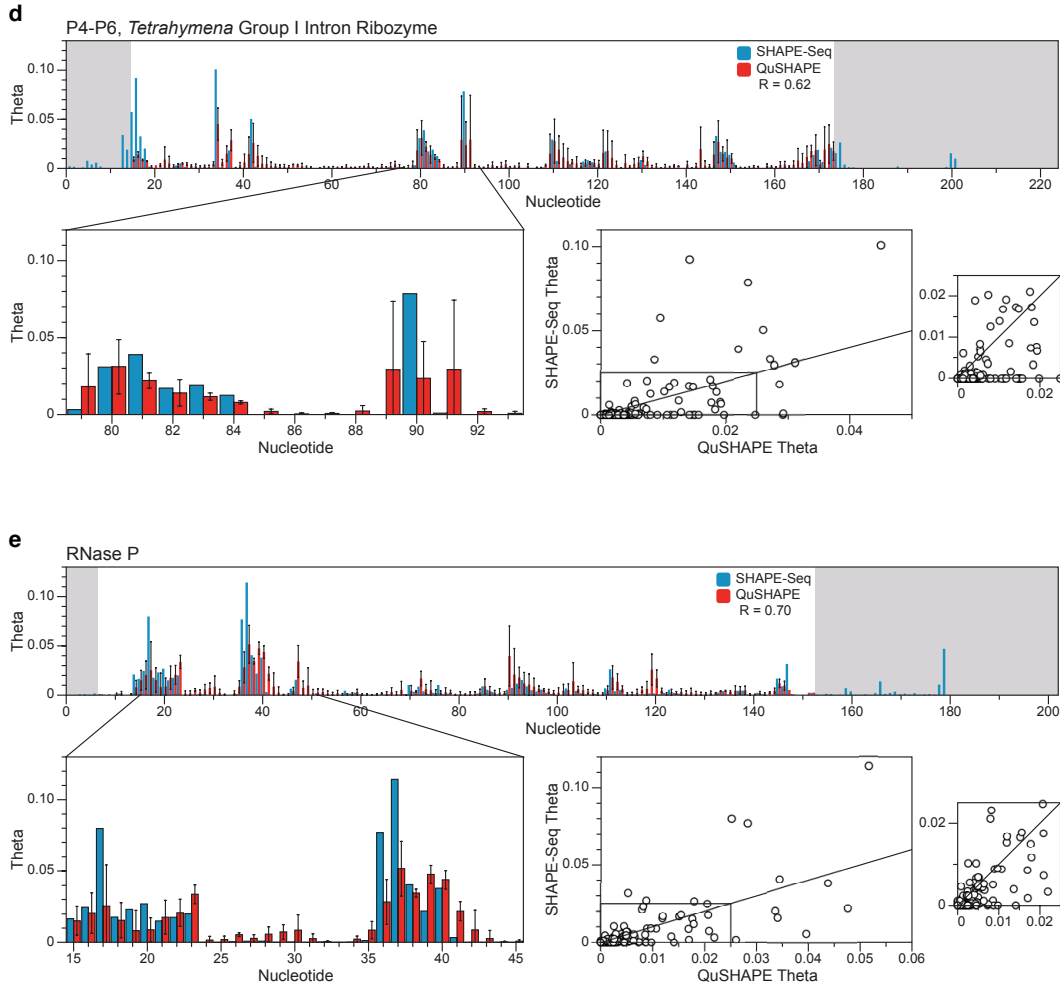 d
P4-P6, Tetrahymena Group I Intron Ribozyme
Theta
0.10
0.05
0
SHAPE-Seq
QuSHAPE
R = 0.62
0 20 40 60 80 100 120 140 160 180 200 220
Nucleotide
Theta
0.10
0.05
0
80 82 84 86 88 90 92
Nucleotide
SHAPE-Seq Theta
0.10
0.05
0
0 0.02 0.04
QuSHAPE Theta
0.02
0.01
0
0 0.01 0.02
e
RNase P
Theta
0.10
0.05
0
SHAPE-Seq
QuSHAPE
R = 0.70
0 20 40 60 80 100 120 140 160 180 200
Nucleotide
Theta
0.10
0.05
0
15 20 25 30 35 40 45
Nucleotide
SHAPE-Seq Theta
0.10
0.05
0
0 0.01 0.02 0.03 0.04 0.05 0.06
QuSHAPE Theta
0.02
0.01
0
0 0.01 0.02